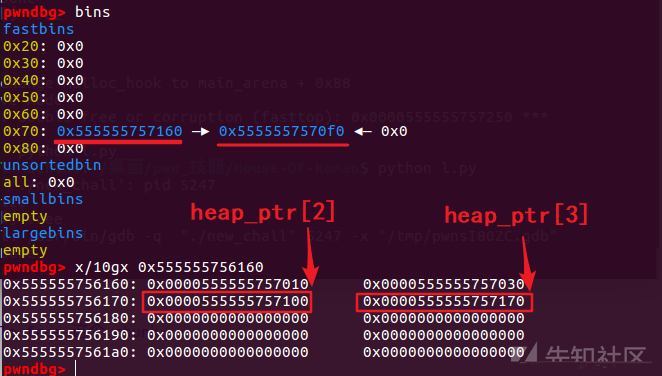 pwndbg> bins
fastbins
0x20: 0x0
0x30: 0x0
0x40: 0x0
0x50: 0x0
0x60: 0x0
0x70: 0x555555757160 —▸ 0x5555557570f0 ◂— 0x0
0x80: 0x0
unsortedbin
all: 0x0
smallbins
empty
largebins
empty
heap_ptr[2]
heap_ptr[3]
pwndbg> x/10gx 0x555555756160
0x555555756160: 0x0000555555757010 0x0000555555757030
0x555555756170: 0x0000555555757100 0x0000555555757170
0x555555756180: 0x0000000000000000 0x0000000000000000
0x555555756190: 0x0000000000000000 0x0000000000000000
0x5555557561a0: 0x0000000000000000 0x0000000000000000
pwndbg>
先知社区